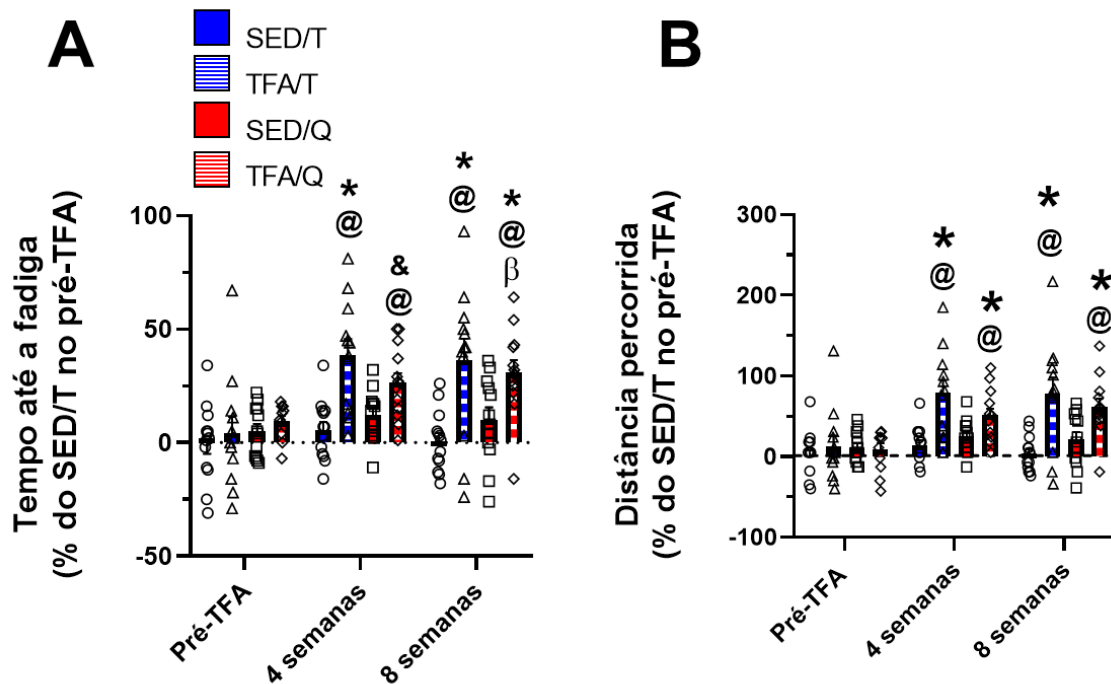 A
SED/T
TFA/T
SED/Q
TFA/Q
Tempo até a fadiga
(% do SED/T no pré-TFA)
100
50
0
-50
*
@
&
@
*
@
*
@
β
Pré-TFA
4 semanas
8 semanas
B
Distância percorrida
(% do SED/T no pré-TFA)
300
200
100
0
-100
*
@
*
@
*
@
*
@
Pré-TFA
4 semanas
8 semanas